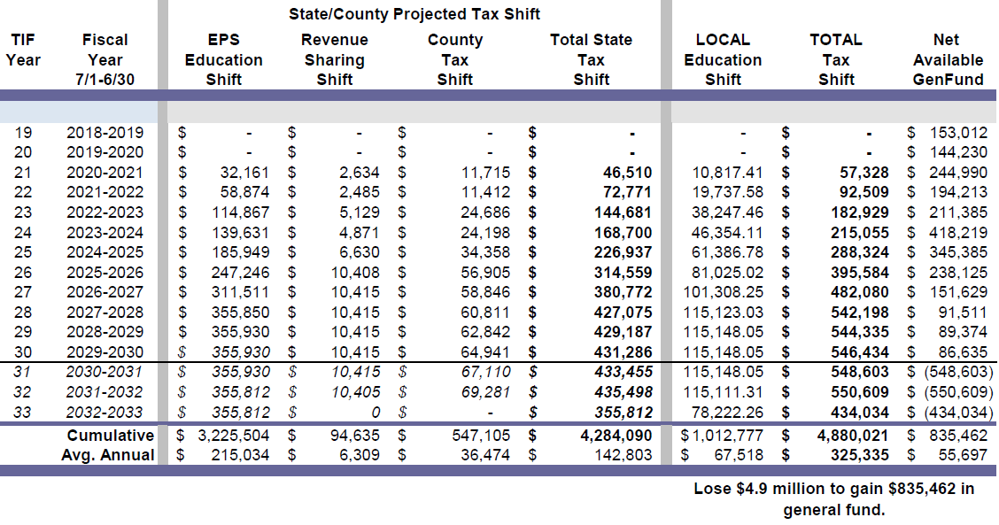 State/County Projected Tax Shift
TIF Fiscal EPS Revenue County Total State LOCAL TOTAL Net
Year Year Education Sharing Tax Tax Education Tax Available
7/1-6/30 Shift Shift Shift Shift Shift Shift GenFund
19 2018-2019 $ - $ - $ - $ - - $ - $ 153,012
20 2019-2020 $ - $ - $ - $ - - $ - $ 144,230
21 2020-2021 $ 32,161 $ 2,634 $ 11,715 $ 46,510 10,817.41 $ 57,328 $ 244,990
22 2021-2022 $ 58,874 $ 2,485 $ 11,412 $ 72,771 19,737.58 $ 92,509 $ 194,213
23 2022-2023 $ 114,867 $ 5,129 $ 24,686 $ 144,681 38,247.46 $ 182,929 $ 211,385
24 2023-2024 $ 139,631 $ 4,871 $ 24,198 $ 168,700 46,354.11 $ 215,055 $ 418,219
25 2024-2025 $ 185,949 $ 6,630 $ 34,358 $ 226,937 61,386.78 $ 288,324 $ 345,385
26 2025-2026 $ 247,246 $ 10,408 $ 56,905 $ 314,559 81,025.02 $ 395,584 $ 238,125
27 2026-2027 $ 311,511 $ 10,415 $ 58,846 $ 380,772 101,308.25 $ 482,080 $ 151,629
28 2027-2028 $ 355,850 $ 10,415 $ 60,811 $ 427,075 115,123.03 $ 542,198 $ 91,511
29 2028-2029 $ 355,930 $ 10,415 $ 62,842 $ 429,187 115,148.05 $ 544,335 $ 89,374
30 2029-2030 $ 355,930 $ 10,415 $ 64,941 $ 431,286 115,148.05 $ 546,434 $ 86,635
31 2030-2031 $ 355,930 $ 10,415 $ 67,110 $ 433,455 115,148.05 $ 548,603 $ (548,603)
32 2031-2032 $ 355,812 $ 10,405 $ 69,281 $ 435,498 115,111.31 $ 550,609 $ (550,609)
33 2032-2033 $ 355,812 $ 0 $ - $ 355,812 78,222.26 $ 434,034 $ (434,034)
Cumulative $ 3,225,504 $ 94,635 $ 547,105 $ 4,284,090 $ 1,012,777 $ 4,880,021 $ 835,462
Avg. Annual $ 215,034 $ 6,309 $ 36,474 $ 142,803 $ 67,518 $ 325,335 $ 55,697
Lose $4.9 million to gain $835,462 in
general fund.